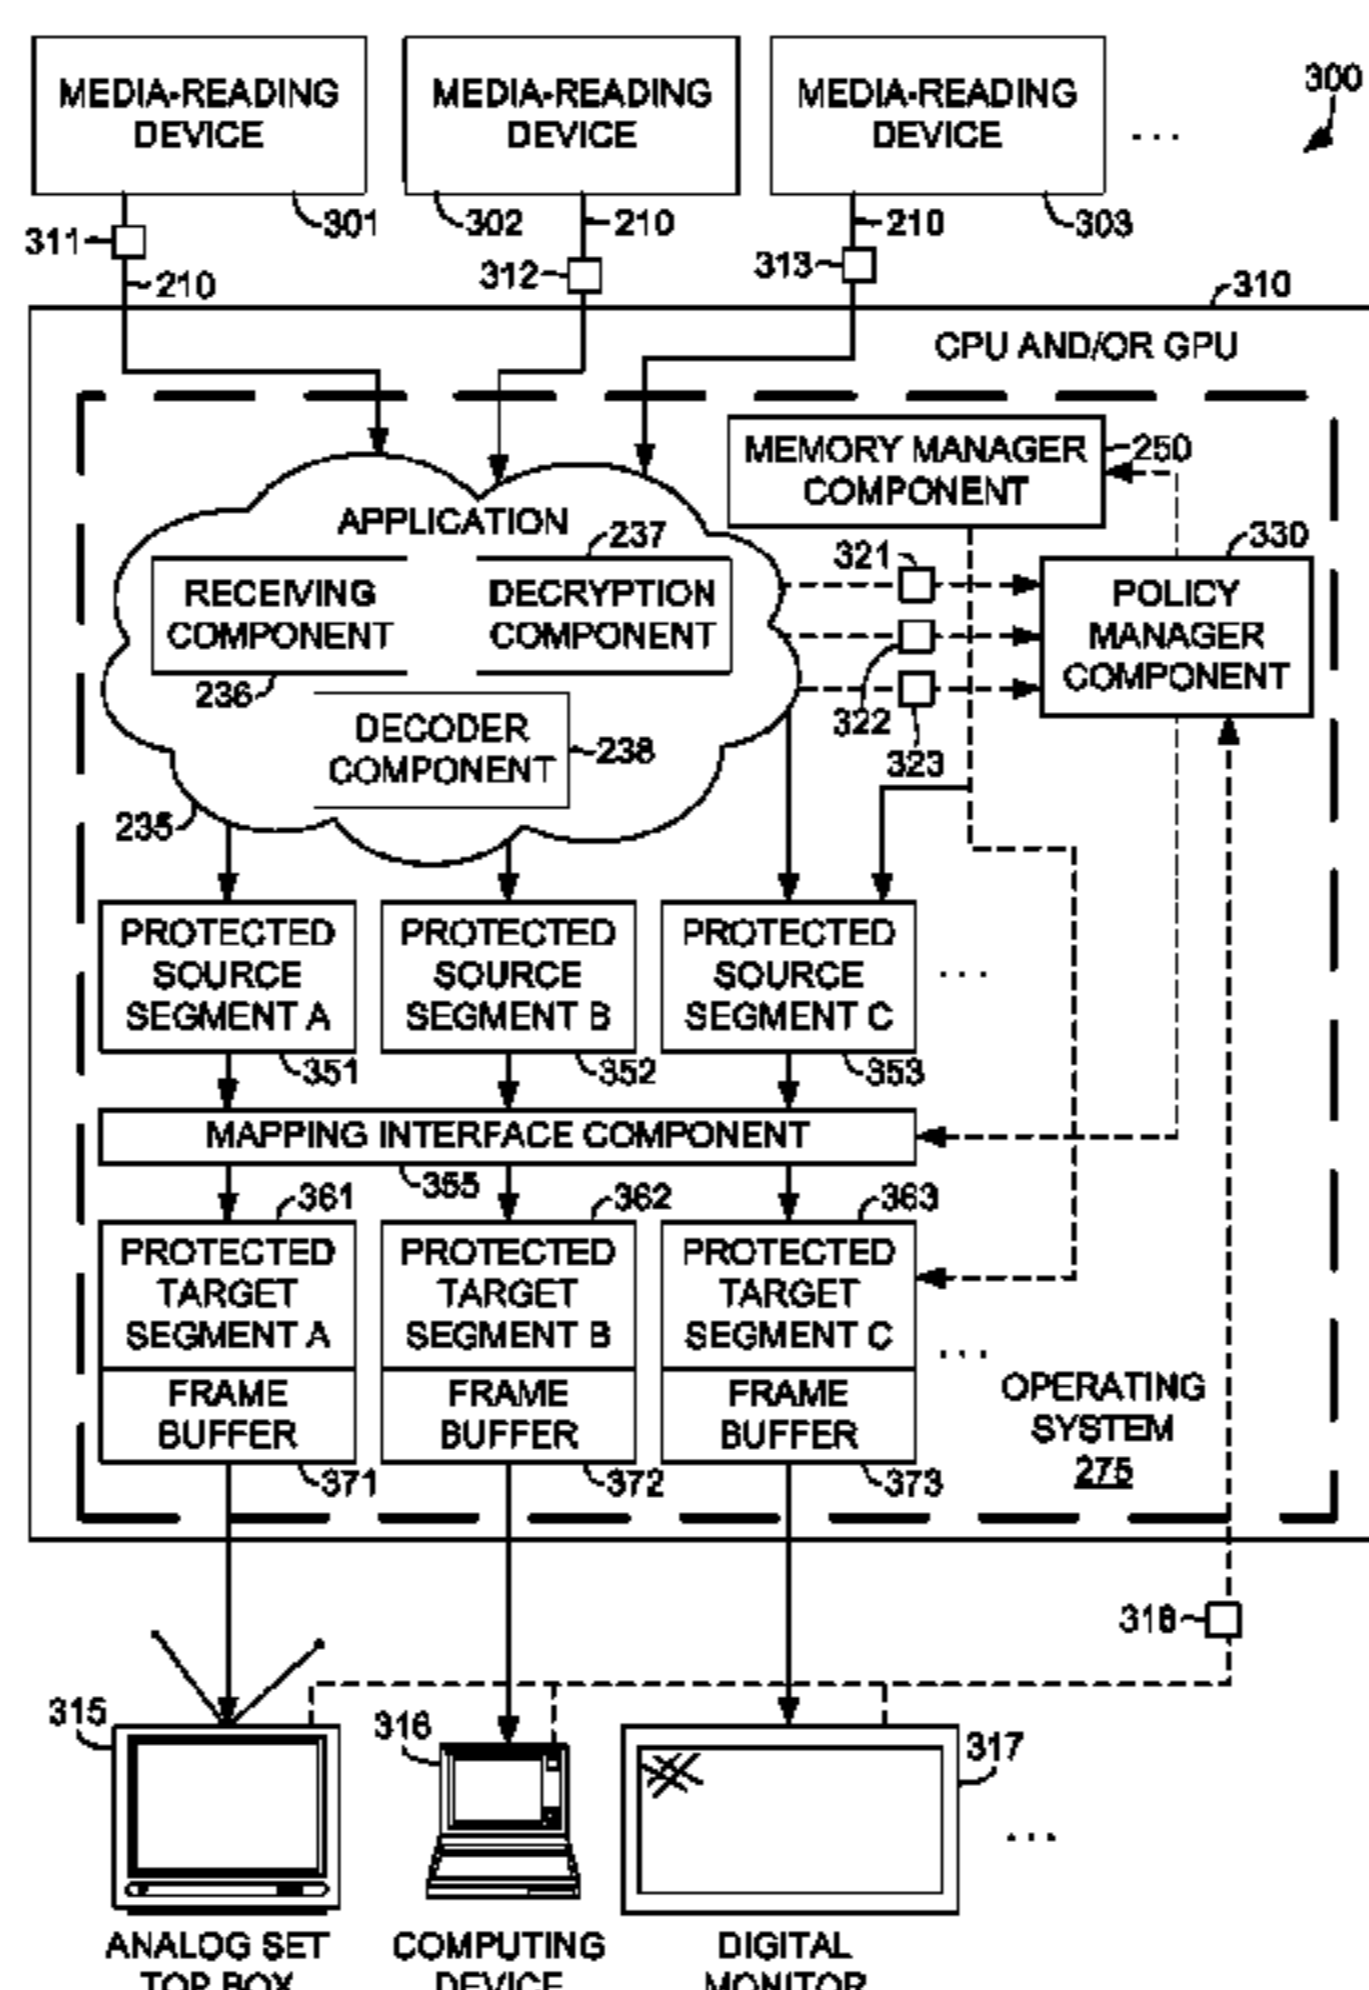 MEDIA-READING
DEVICE
MEDIA-READING
DEVICE
MEDIA-READING
DEVICE
...
300
301
302
303
311
210
312
210
313
210
310
CPU AND/OR GPU
MEMORY MANAGER
COMPONENT
250
APPLICATION
237
RECEIVING
COMPONENT
236
DECRYPTION
COMPONENT
DECODER
COMPONENT
238
235
321
322
323
330
POLICY
MANAGER
COMPONENT
PROTECTED
SOURCE
SEGMENT A
351
PROTECTED
SOURCE
SEGMENT B
352
PROTECTED
SOURCE
SEGMENT C
353
...
MAPPING INTERFACE COMPONENT
355
361
PROTECTED
TARGET
SEGMENT A
362
PROTECTED
TARGET
SEGMENT B
363
PROTECTED
TARGET
SEGMENT C
...
FRAME
BUFFER
371
FRAME
BUFFER
372
FRAME
BUFFER
373
OPERATING
SYSTEM
275
318
315
316
317
...
ANALOG SET
TOP BOX
COMPUTING
DEVICE
DIGITAL
MONITOR